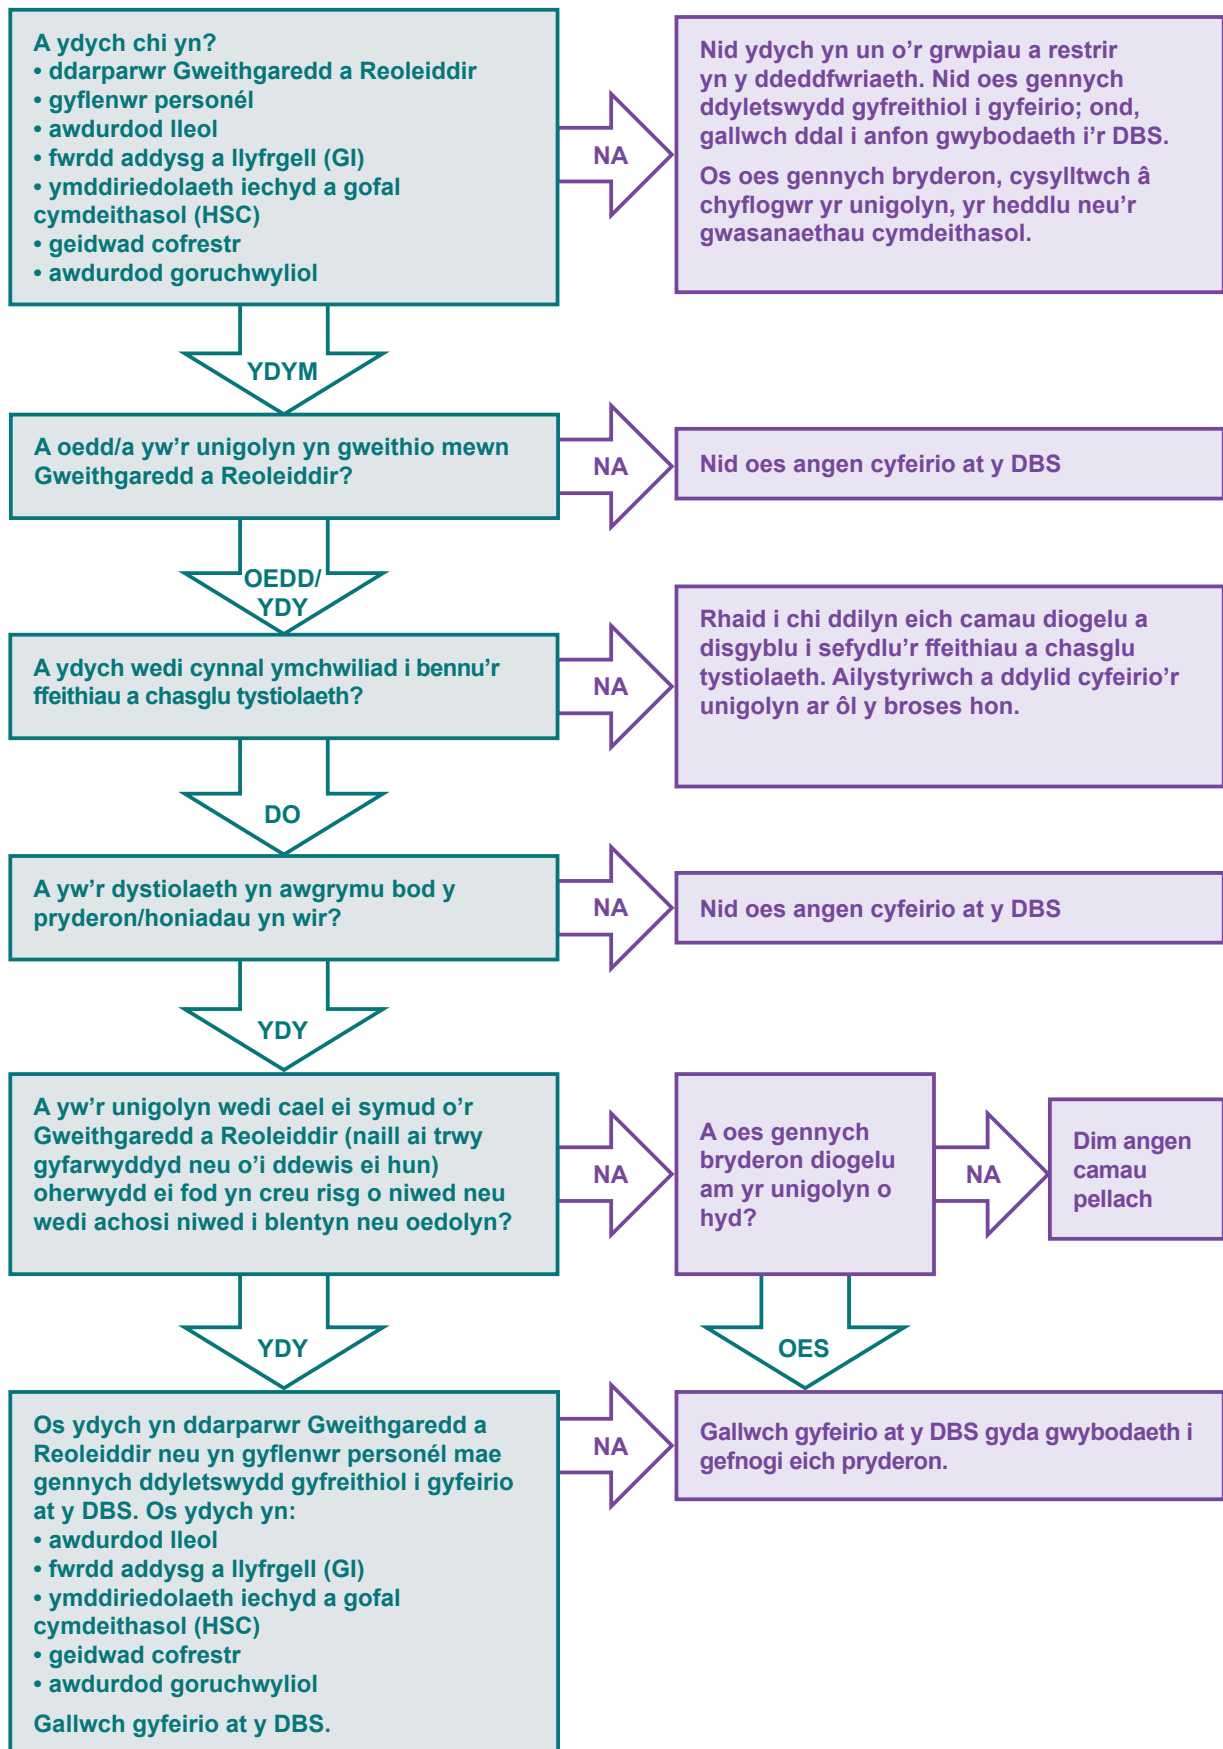 A ydych chi yn?
• ddarparwr Gweithgaredd a Reoleiddir
• gyflenwr personél
• awdurdod lleol
• fwrdd addysg a llyfrgell (GI)
• ymddiriedolaeth iechyd a gofal
cymdeithasol (HSC)
• geidwad cofrestr
• awdurdod goruchwyliol
NA
Nid ydych yn un o’r grwpiau a restrir
yn y ddeddfwriaeth. Nid oes gennych
ddyletswydd gyfreithiol i gyfeirio; ond,
gallwch ddal i anfon gwybodaeth i’r DBS.
Os oes gennych bryderon, cysylltwch â
chyflogwr yr unigolyn, yr heddlu neu’r
gwasanaethau cymdeithasol.
YDYM
A oedd/a yw’r unigolyn yn gweithio mewn
Gweithgaredd a Reoleiddir?
NA
Nid oes angen cyfeirio at y DBS
OEDD/
YDY
A ydych wedi cynnal ymchwiliad i bennu’r
ffeithiau a chasglu tystiolaeth?
NA
Rhaid i chi ddilyn eich camau diogelu a
disgyblu i sefydlu’r ffeithiau a chasglu
tystiolaeth. Ailystyriwch a ddylid cyfeirio’r
unigolyn ar ôl y broses hon.
DO
A yw’r dystiolaeth yn awgrymu bod y
pryderon/honiadau yn wir?
NA
Nid oes angen cyfeirio at y DBS
YDY
A yw’r unigolyn wedi cael ei symud o’r
Gweithgaredd a Reoleiddir (naill ai trwy
gyfarwyddyd neu o’i ddewis ei hun)
oherwydd ei fod yn creu risg o niwed neu
wedi achosi niwed i blentyn neu oedolyn?
NA
A oes gennych
bryderon diogelu
am yr unigolyn o
hyd?
NA
Dim angen
camau
pellach
YDY
OES
Os ydych yn ddarparwr Gweithgaredd a
Reoleiddir neu yn gyflenwr personél mae
gennych ddyletswydd gyfreithiol i gyfeirio
at y DBS. Os ydych yn:
• awdurdod lleol
• fwrdd addysg a llyfrgell (GI)
• ymddiriedolaeth iechyd a gofal
cymdeithasol (HSC)
• geidwad cofrestr
• awdurdod goruchwyliol
Gallwch gyfeirio at y DBS.
NA
Gallwch gyfeirio at y DBS gyda gwybodaeth i
gefnogi eich pryderon.